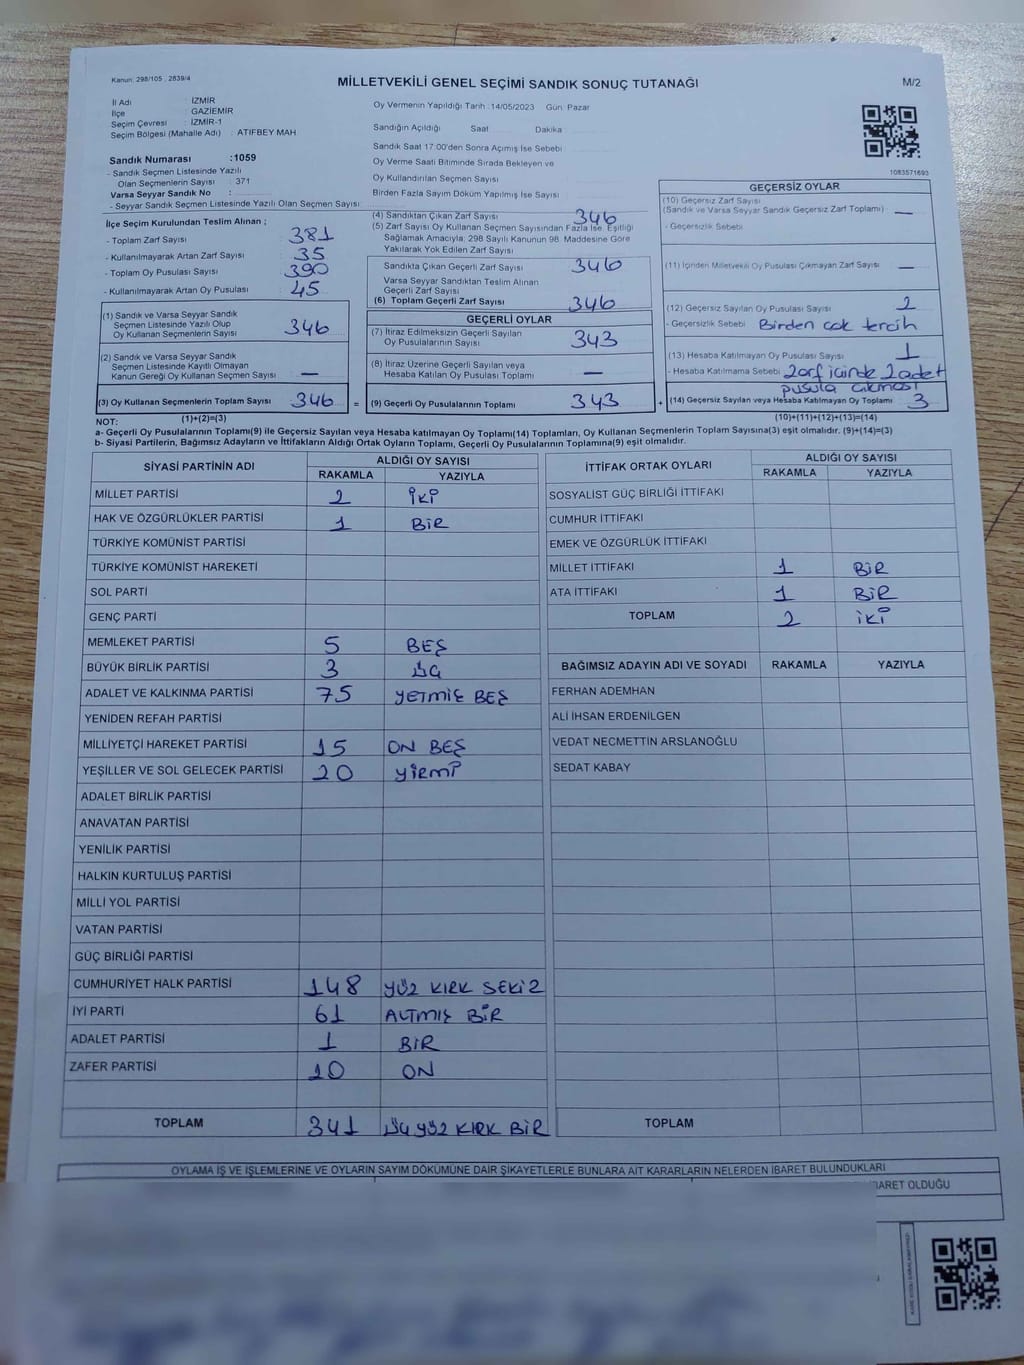 Kanun: 298/105 , 2839/4
MİLLETVEKİLİ GENEL SEÇİMİ SANDIK SONUÇ TUTANAĞI
M/2
İl Adı : İZMİR
İlçe : GAZİEMİR
Seçim Çevresi : İZMİR-1
Seçim Bölgesi (Mahalle Adı) : ATIFBEY MAH
Sandık Numarası :1059
- Sandık Seçmen Listesinde Yazılı
Olan Seçmenlerin Sayısı : 371
Varsa Seyyar Sandık No :
- Seyyar Sandık Seçmen Listesinde Yazılı Olan Seçmen Sayısı :
Oy Vermenin Yapıldığı Tarih :14/05/2023 Gün: Pazar
Sandığın Açıldığı Saat Dakika
Sandık Saat 17:00'den Sonra Açımış İse Sebebi
Oy Verme Saati Bitiminde Sırada Bekleyen ve
Oy Kullandırılan Seçmen Sayısı
Birden Fazla Sayım Döküm Yapılmış İse Sayısı
1083571693
İlçe Seçim Kurulundan Teslim Alınan ;
- Toplam Zarf Sayısı 381
- Kullanılmayarak Artan Zarf Sayısı 35
- Toplam Oy Pusulası Sayısı 390
- Kullanılmayarak Artan Oy Pusulası 45
(1) Sandık ve Varsa Seyyar Sandık
Seçmen Listesinde Yazılı Olup
Oy Kullanan Seçmenlerin Sayısı 346
(2) Sandık ve Varsa Seyyar Sandık
Seçmen Listesinde Kayıtlı Olmayan
Kanun Gereği Oy Kullanan Seçmen Sayısı —
(3) Oy Kullanan Seçmenlerin Toplam Sayısı 346 =
(1)+(2)=(3)
(4) Sandıktan Çıkan Zarf Sayısı 346
(5) Zarf Sayısı Oy Kullanan Seçmen Sayısından Fazla İse, Eşitliği
Sağlamak Amacıyla; 298 Sayılı Kanunun 98. Maddesine Göre
Yakılarak Yok Edilen Zarf Sayısı
Sandıkta Çıkan Geçerli Zarf Sayısı 346
Varsa Seyyar Sandıktan Teslim Alınan
Geçerli Zarf Sayısı
(6) Toplam Geçerli Zarf Sayısı 346
GEÇERLİ OYLAR
(7) İtiraz Edilmeksizin Geçerli Sayılan
Oy Pusulalarının Sayısı 343
(8) İtiraz Üzerine Geçerli Sayılan veya
Hesaba Katılan Oy Pusulası Toplamı —
(9) Geçerli Oy Pusulalarının Toplamı 343 +
GEÇERSİZ OYLAR
(10) Geçersiz Zarf Sayısı
(Sandık ve Varsa Seyyar Sandık Geçersiz Zarf Toplamı) —
- Geçersizlik Sebebi
(11) İçinden Milletvekili Oy Pusulası Çıkmayan Zarf Sayısı —
(12) Geçersiz Sayılan Oy Pusulası Sayısı 2
- Geçersizlik Sebebi Birden cok tercih
(13) Hesaba Katılmayan Oy Pusulası Sayısı 1
- Hesaba Katılmama Sebebi Zarf icinde 2 adet
pusula cıkması
(14) Geçersiz Sayılan veya Hesaba Katılmayan Oy Toplamı 3
(10)+(11)+(12)+(13)=(14)
NOT:
a- Geçerli Oy Pusulalarının Toplamı(9) ile Geçersiz Sayılan veya Hesaba katılmayan Oy Toplamı(14) Toplamları, Oy Kullanan Seçmenlerin Toplam Sayısına(3) eşit olmalıdır. (9)+(14)=(3)
b- Siyasi Partilerin, Bağımsız Adayların ve İttifakların Aldığı Ortak Oyların Toplamı, Geçerli Oy Pusulalarının Toplamına(9) eşit olmalıdır.
SİYASİ PARTİNİN ADI ALDIĞI OY SAYISI
RAKAMLA YAZIYLA
MİLLET PARTİSİ 2 İKİ
HAK VE ÖZGÜRLÜKLER PARTİSİ 1 BİR
TÜRKİYE KOMÜNİST PARTİSİ
TÜRKİYE KOMÜNİST HAREKETİ
SOL PARTİ
GENÇ PARTİ
MEMLEKET PARTİSİ 5 BEŞ
BÜYÜK BİRLİK PARTİSİ 3 ÜÇ
ADALET VE KALKINMA PARTİSİ 75 YETMİŞ BEŞ
YENİDEN REFAH PARTİSİ
MİLLİYETÇİ HAREKET PARTİSİ 15 ON BEŞ
YEŞİLLER VE SOL GELECEK PARTİSİ 20 YİRMİ
ADALET BİRLİK PARTİSİ
ANAVATAN PARTİSİ
YENİLİK PARTİSİ
HALKIN KURTULUŞ PARTİSİ
MİLLİ YOL PARTİSİ
VATAN PARTİSİ
GÜÇ BİRLİĞİ PARTİSİ
CUMHURİYET HALK PARTİSİ 148 YÜZ KIRK SEKİZ
İYİ PARTİ 61 ALTMIŞ BİR
ADALET PARTİSİ 1 BİR
ZAFER PARTİSİ 10 ON
TOPLAM 341 ÜÇ YÜZ KIRK BİR
İTTİFAK ORTAK OYLARI ALDIĞI OY SAYISI
RAKAMLA YAZIYLA
SOSYALİST GÜÇ BİRLİĞİ İTTİFAKI
CUMHUR İTTİFAKI
EMEK VE ÖZGÜRLÜK İTTİFAKI
MİLLET İTTİFAKI 1 BİR
ATA İTTİFAKI 1 BİR
TOPLAM 2 İKİ
BAĞIMSIZ ADAYIN ADI VE SOYADI RAKAMLA YAZIYLA
FERHAN ADEMHAN
ALİ İHSAN ERDENİLGEN
VEDAT NECMETTİN ARSLANOĞLU
SEDAT KABAY
TOPLAM
OYLAMA İŞ VE İŞLEMLERİNE VE OYLARIN SAYIM DÖKÜMÜNE DAİR ŞİKAYETLERLE BUNLARA AİT KARARLARIN NELERDEN İBARET BULUNDUKLARI
BARET OLDUĞU